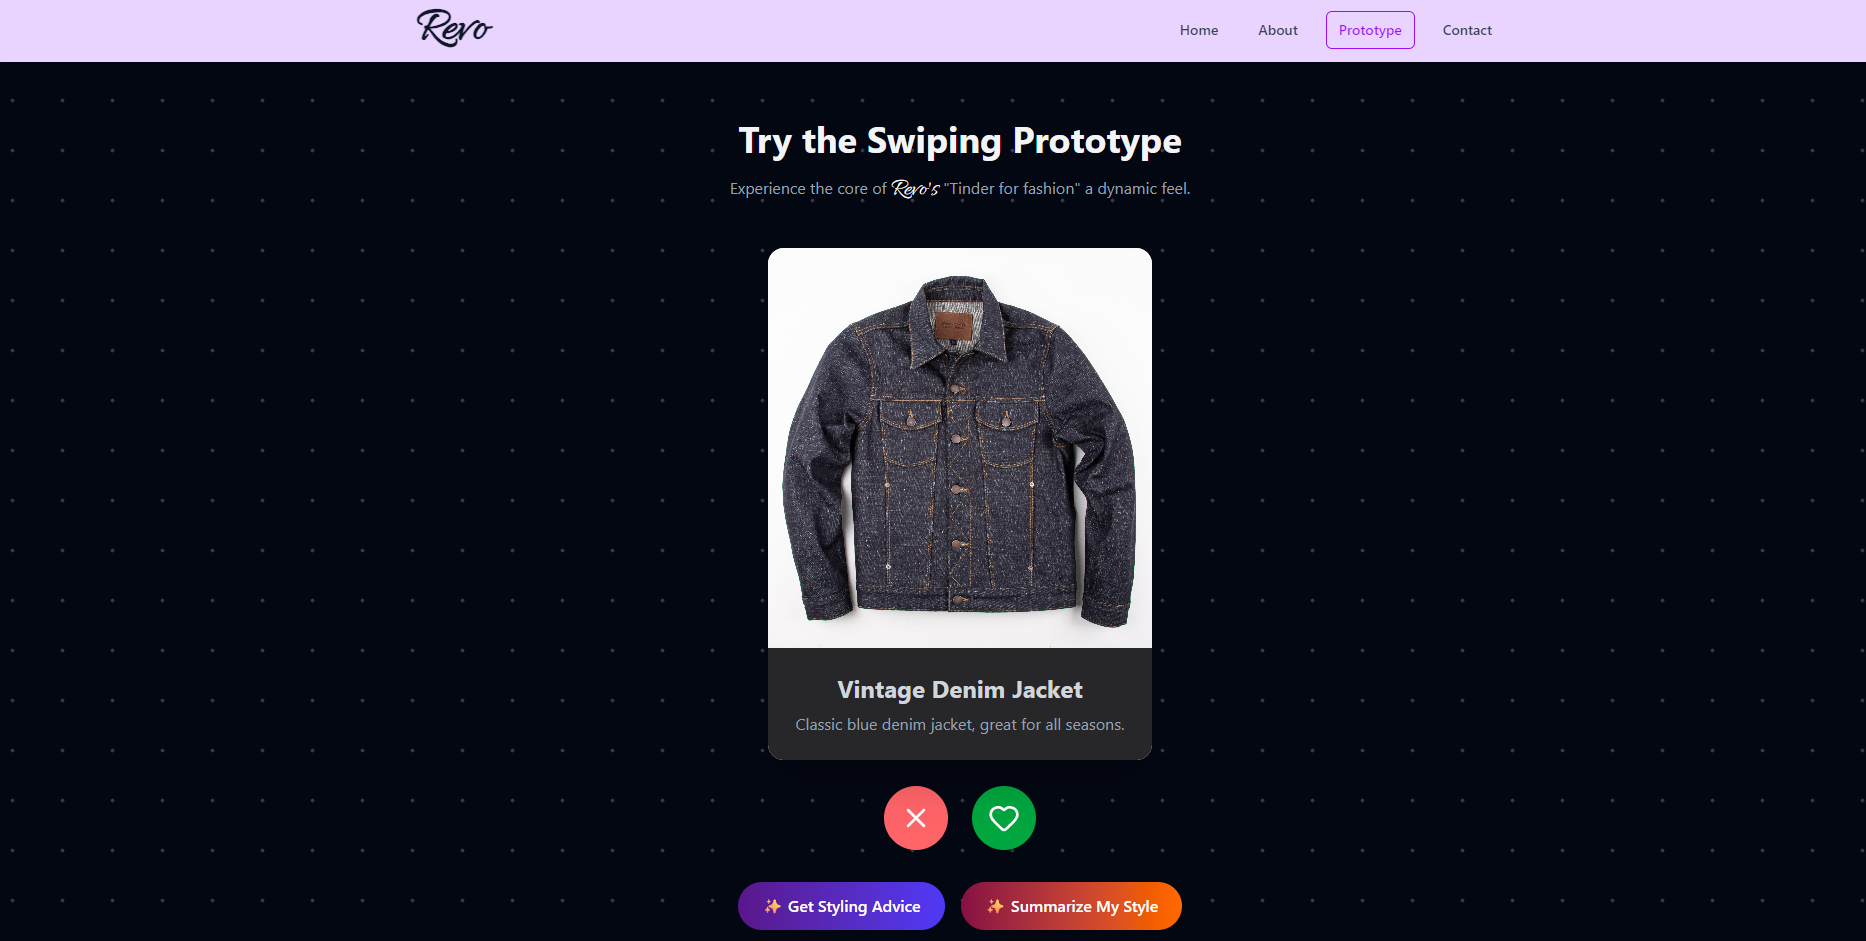 Revo
Home About Prototype Contact
Try the Swiping Prototype
Experience the core of Revo's "Tinder for fashion" a dynamic feel.
Vintage Denim Jacket
Classic blue denim jacket, great for all seasons.
✨ Get Styling Advice
✨ Summarize My Style